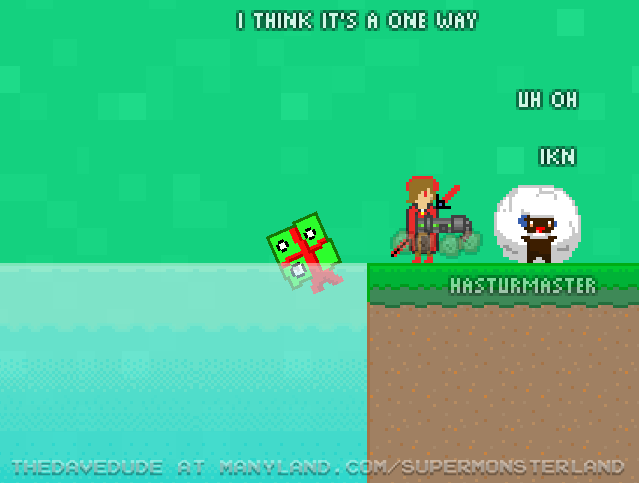 I THINK IT'S A ONE WAY
UH OH
IKN
HASTURMASTER
THEDAVEDUDE AT MANYLAND.COM/SUPERMONSTERLAND